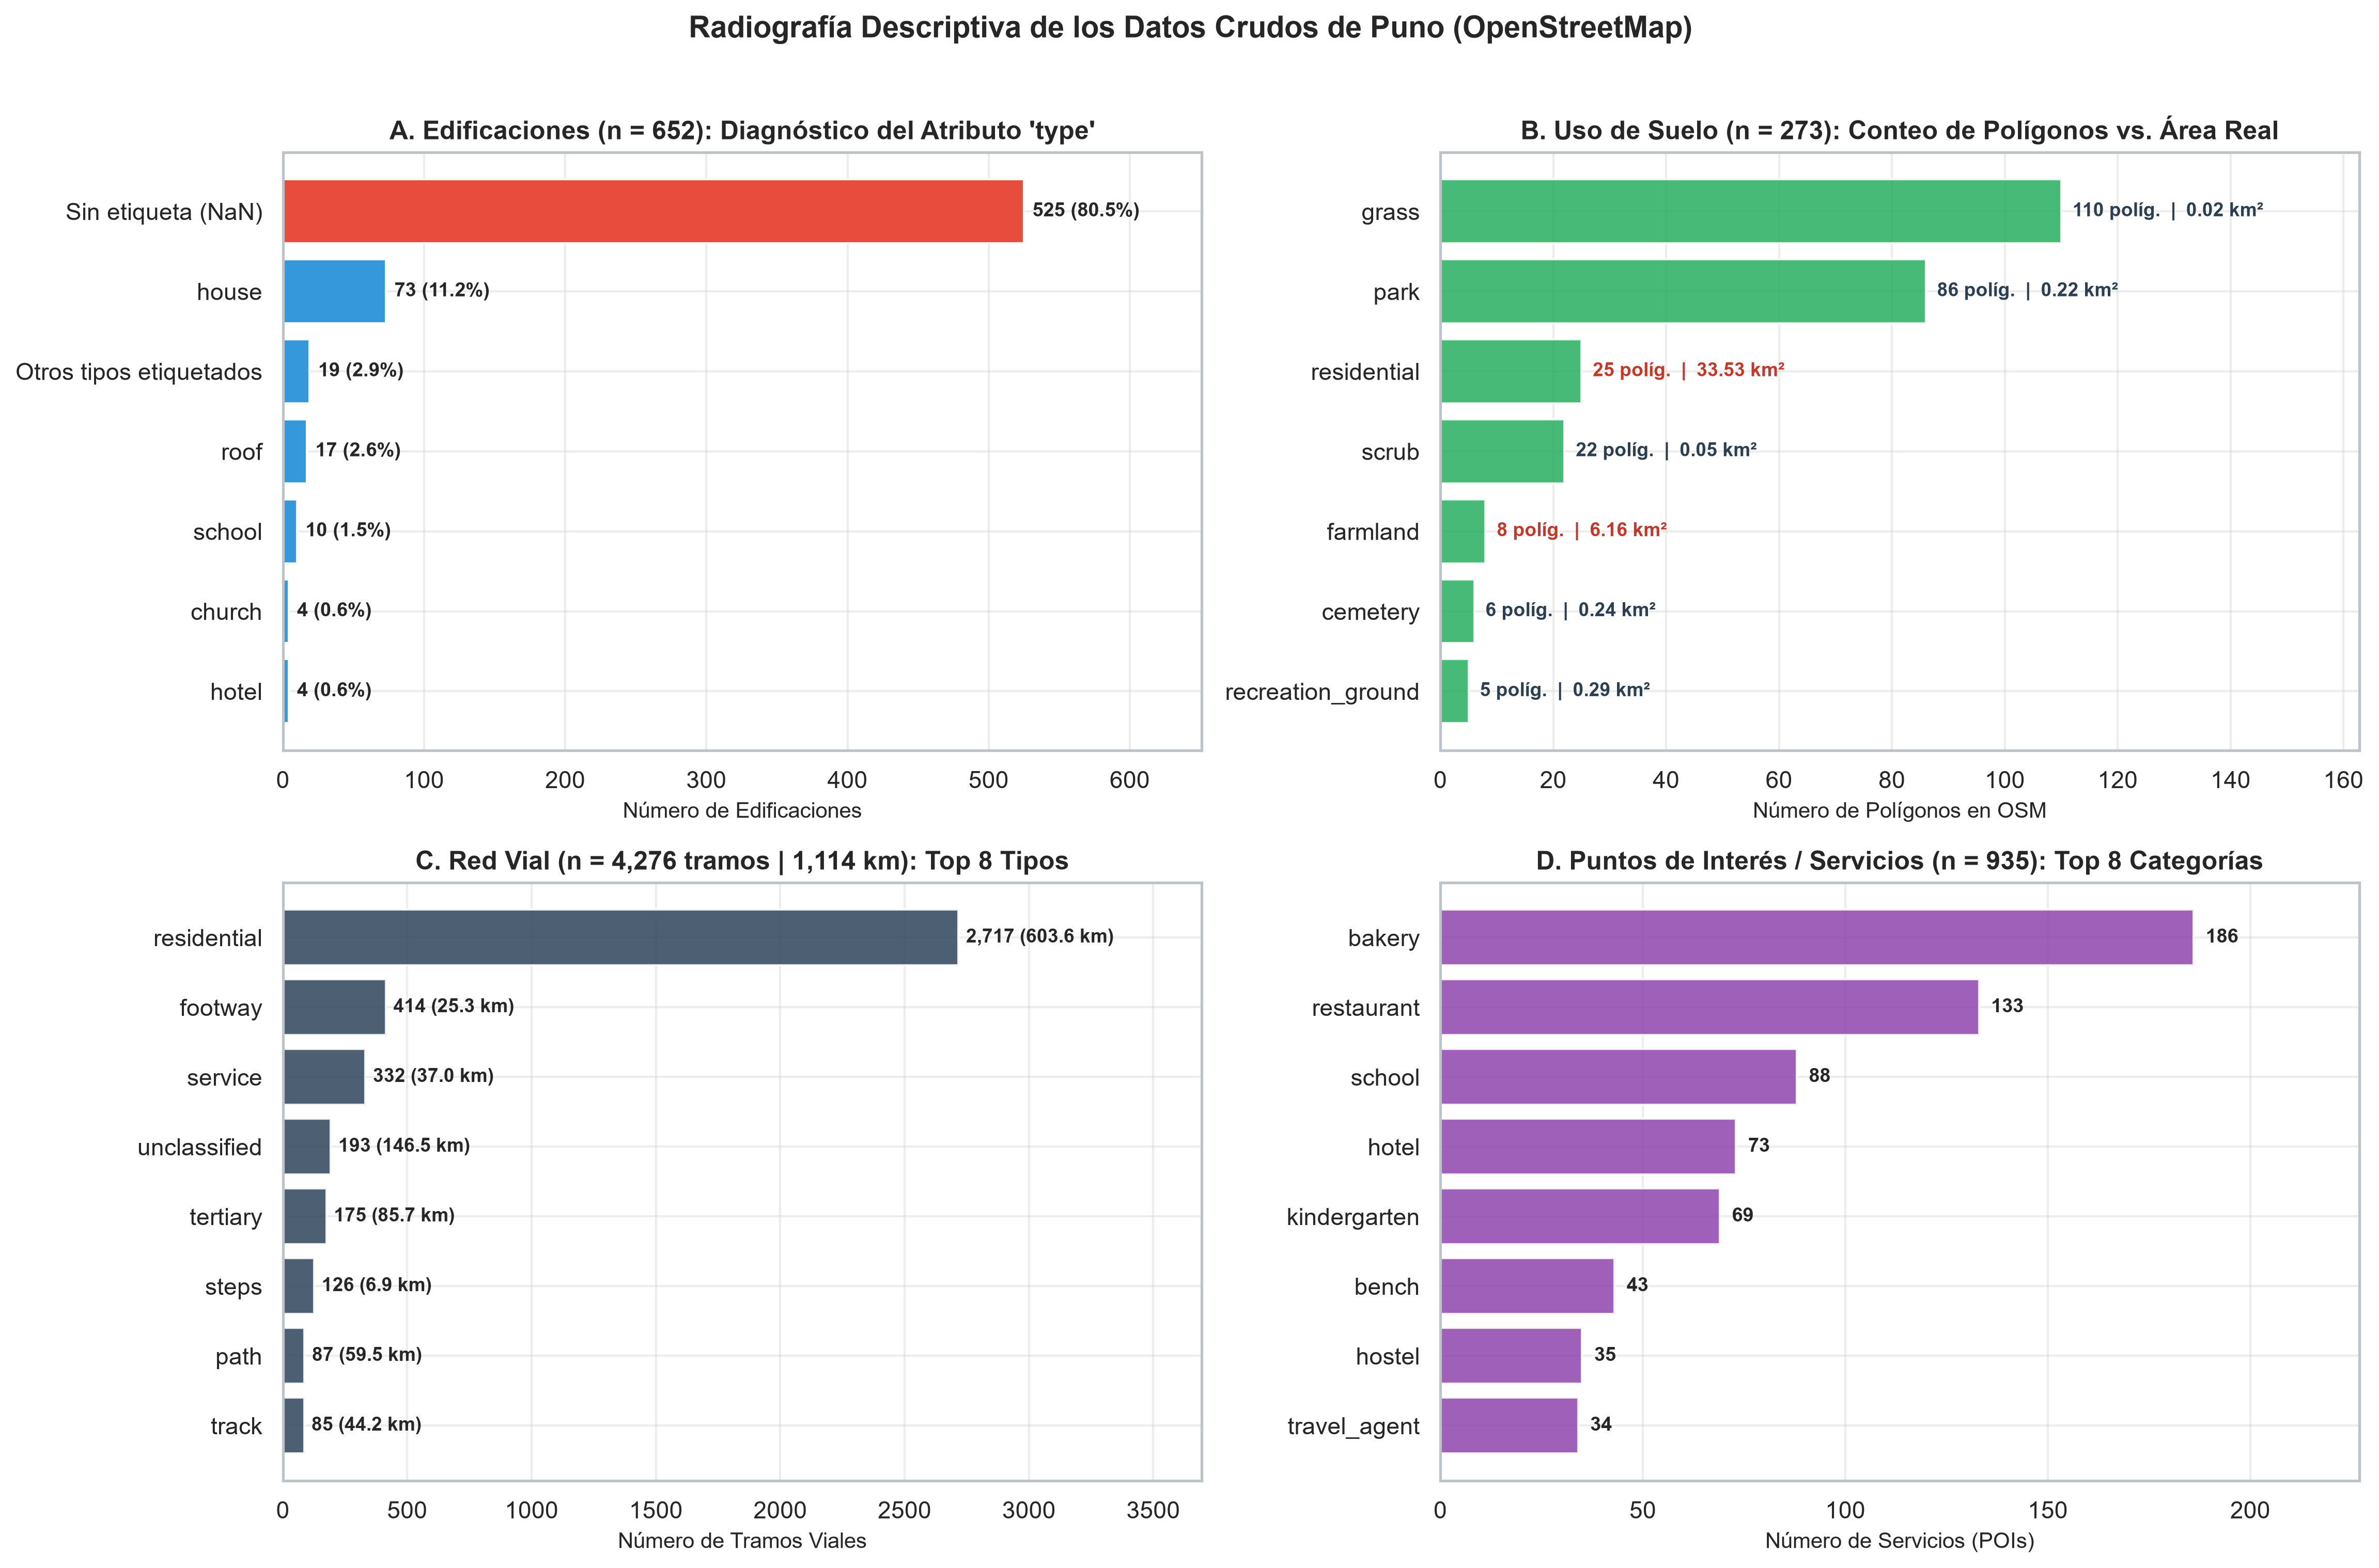 Radiografía Descriptiva de los Datos Crudos de Puno (OpenStreetMap)
A. Edificaciones (n = 652): Diagnóstico del Atributo 'type'
Sin etiqueta (NaN)
525 (80.5%)
house
73 (11.2%)
Otros tipos etiquetados
19 (2.9%)
roof
17 (2.6%)
school
10 (1.5%)
church
4 (0.6%)
hotel
4 (0.6%)
0 100 200 300 400 500 600
Número de Edificaciones
B. Uso de Suelo (n = 273): Conteo de Polígonos vs. Área Real
grass
110 políg. | 0.02 km²
park
86 políg. | 0.22 km²
residential
25 políg. | 33.53 km²
scrub
22 políg. | 0.05 km²
farmland
8 políg. | 6.16 km²
cemetery
6 políg. | 0.24 km²
recreation_ground
5 políg. | 0.29 km²
0 20 40 60 80 100 120 140 160
Número de Polígonos en OSM
C. Red Vial (n = 4,276 tramos | 1,114 km): Top 8 Tipos
residential
2,717 (603.6 km)
footway
414 (25.3 km)
service
332 (37.0 km)
unclassified
193 (146.5 km)
tertiary
175 (85.7 km)
steps
126 (6.9 km)
path
87 (59.5 km)
track
85 (44.2 km)
0 500 1000 1500 2000 2500 3000 3500
Número de Tramos Viales
D. Puntos de Interés / Servicios (n = 935): Top 8 Categorías
bakery
186
restaurant
133
school
88
hotel
73
kindergarten
69
bench
43
hostel
35
travel_agent
34
0 50 100 150 200
Número de Servicios (POIs)